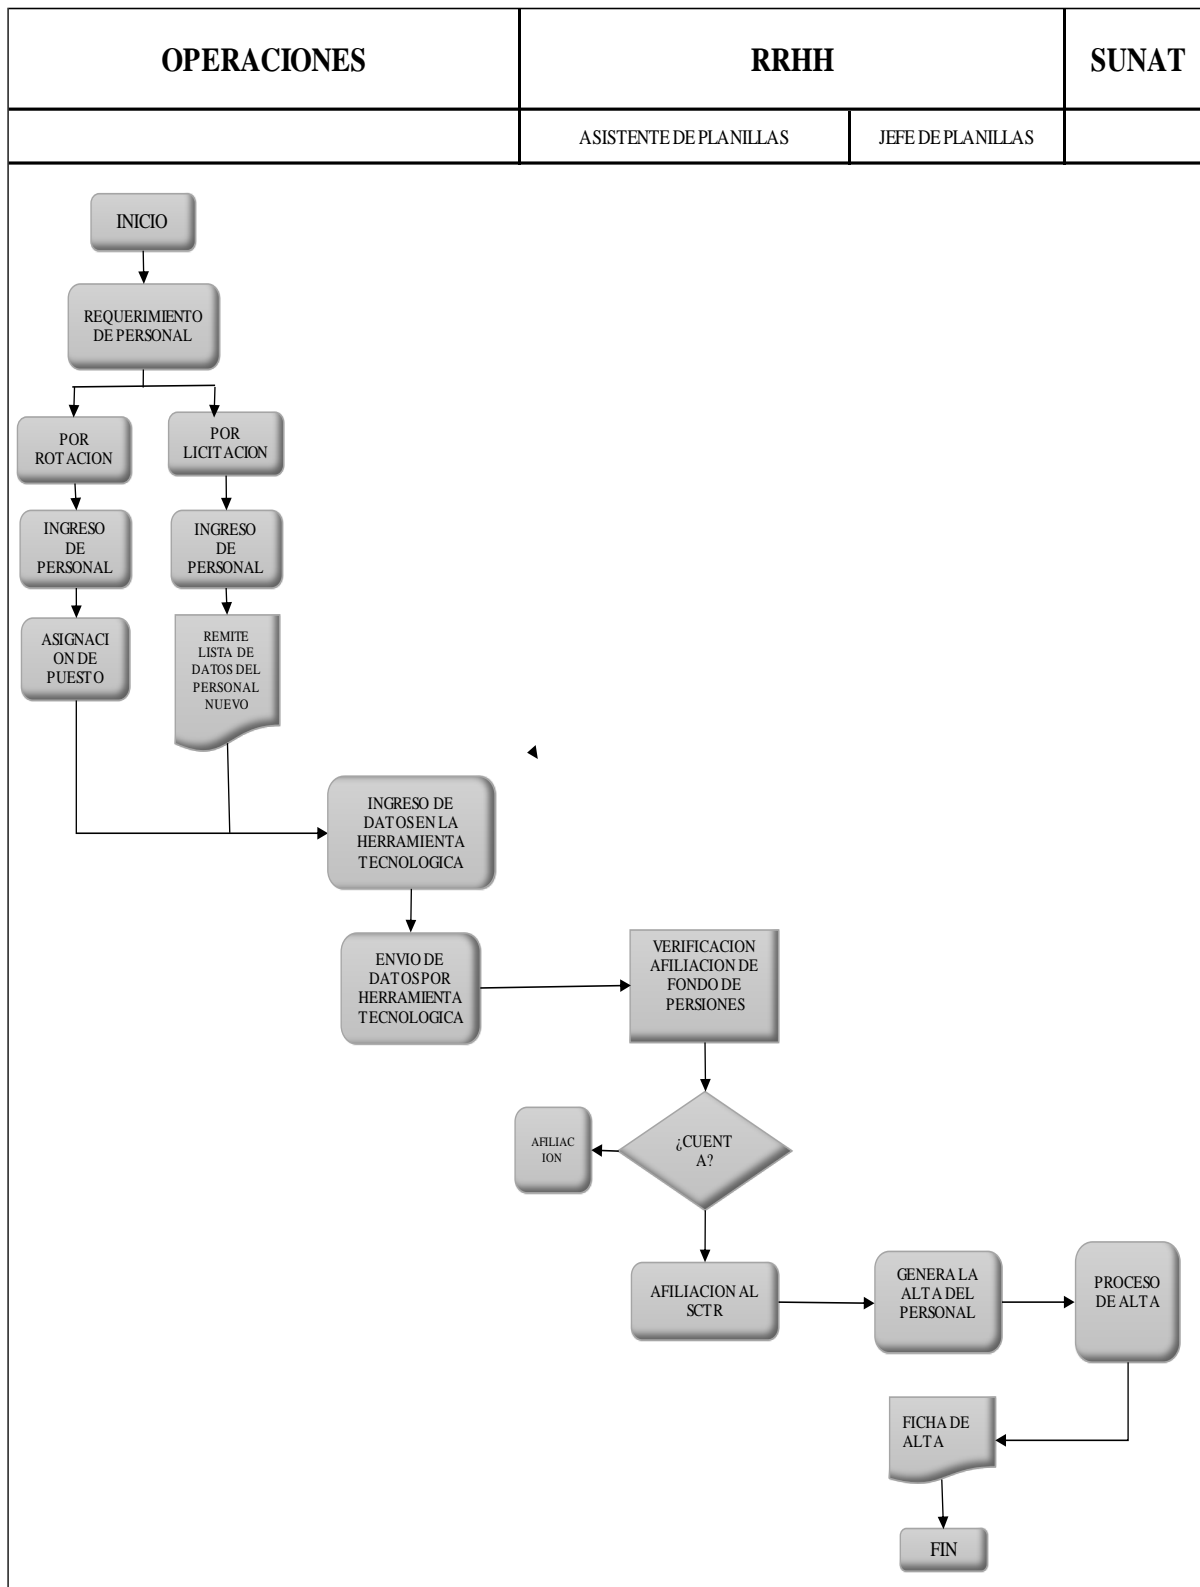 OPERACIONES
RRHH
SUNAT
ASISTENTE DE PLANILLAS
JEFE DE PLANILLAS
INICIO
REQUERIMIENTO
DE PERSONAL
POR
ROTACION
POR
LICITACION
INGRESO
DE
PERSONAL
INGRESO
DE
PERSONAL
ASIGNACI
ON DE
PUESTO
REMITE
LISTA DE
DATOS DEL
PERSONAL
NUEVO
INGRESO DE
DATOS EN LA
HERRAMIENTA
TECNOLOGICA
ENVIO DE
DATOS POR
HERRAMIENTA
TECNOLOGICA
VERIFICACION
AFILIACION DE
FONDO DE
PERSIONES
¿CUENT
A?
AFILIAC
ION
AFILIACION AL
SCTR
GENERA LA
ALTA DEL
PERSONAL
PROCESO
DE ALTA
FICHA DE
ALTA
FIN